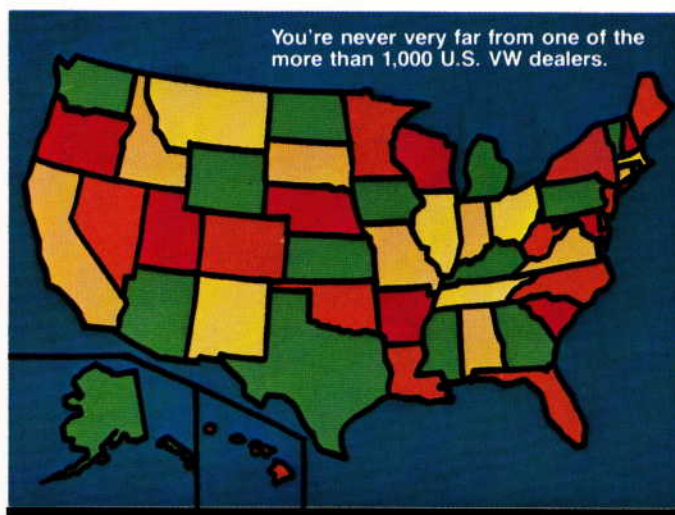 You're never very far from one of the
more than 1,000 U.S. VW dealers.